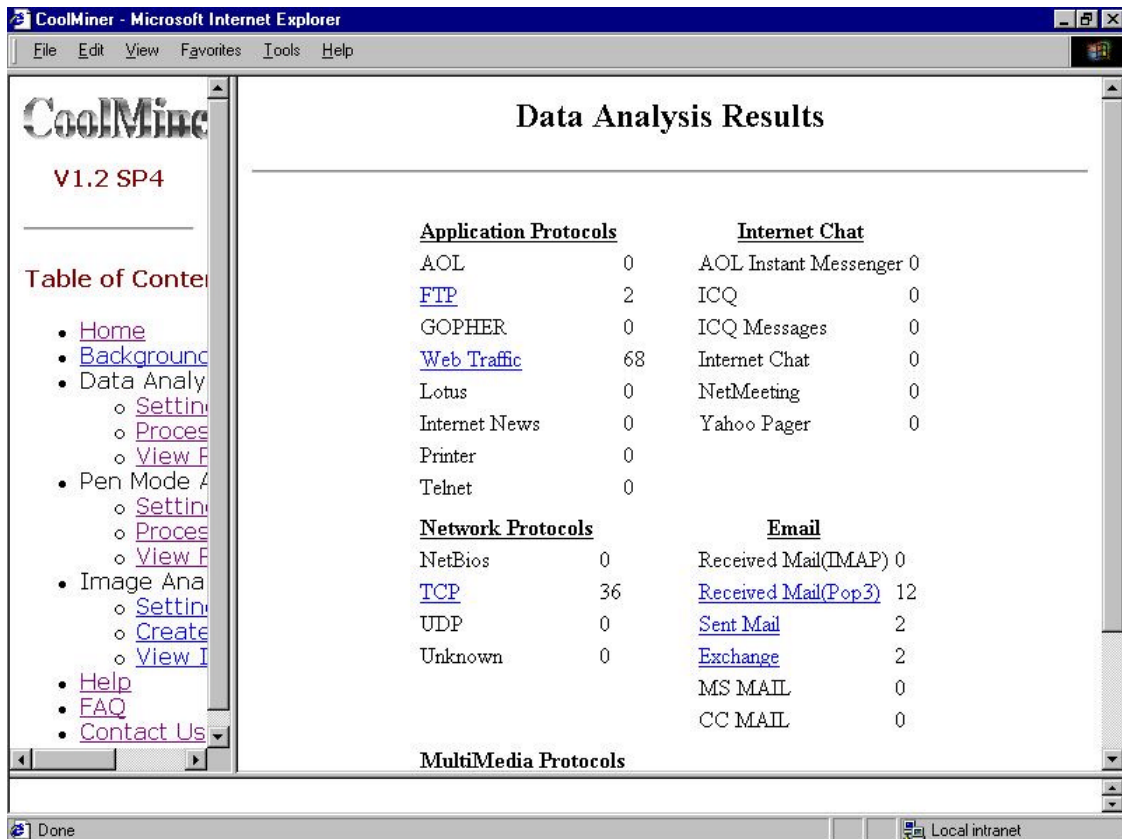 CoolMiner - Microsoft Internet Explorer
File Edit View Favorites Tools Help
CoolMine
V1.2 SP4
Table of Conte
Home
Background
Data Analy
Settin
Proces
View
Pen Mode
Settin
Proces
View
Image Ana
Settin
Create
View I
Help
FAQ
Contact Us
Data Analysis Results
Application Protocols
AOL 0
FTP 2
GOPHER 0
Web Traffic 68
Lotus 0
Internet News 0
Printer 0
Telnet 0
Internet Chat
AOL Instant Messenger 0
ICQ 0
ICQ Messages 0
Internet Chat 0
NetMeeting 0
Yahoo Pager 0
Network Protocols
NetBios 0
TCP 36
UDP 0
Unknown 0
Email
Received Mail(IMAP) 0
Received Mail(Pop3) 12
Sent Mail 2
Exchange 2
MS MAIL 0
CC MAIL 0
MultiMedia Protocols
Done
Local intranet